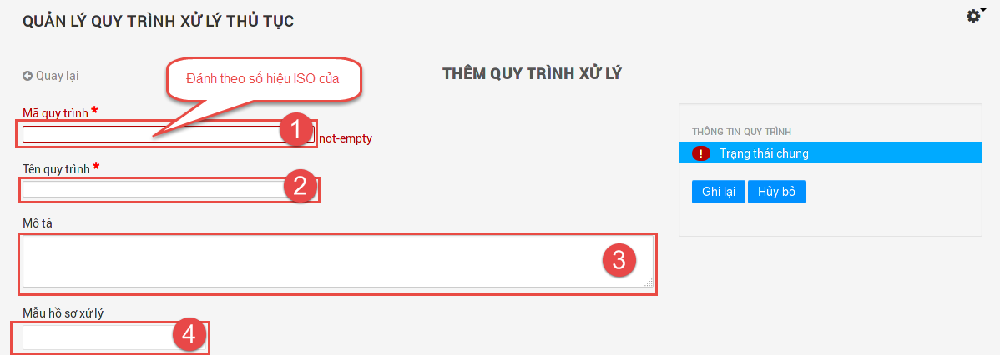 QUẢN LÝ QUY TRÌNH XỬ LÝ THỦ TỤC
Quay lại
Đánh theo số hiệu ISO của
THÊM QUY TRÌNH XỬ LÝ
Mã quy trình *
1
not-empty
Tên quy trình *
2
Mô tả
3
Mẫu hồ sơ xử lý
4
THÔNG TIN QUY TRÌNH
! Trạng thái chung
Ghi lại Hủy bỏ